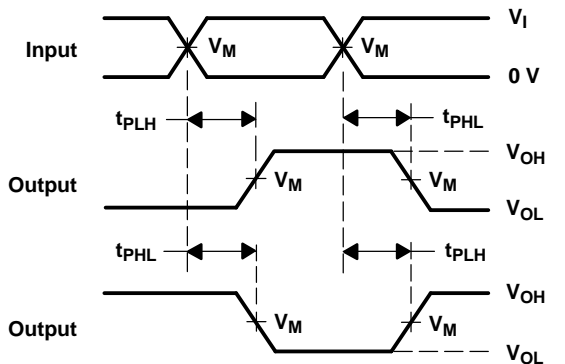 V_I
Input
V_M
V_M
0 V
t_PLH
t_PHL
V_OH
Output
V_M
V_M
V_OL
t_PHL
t_PLH
V_OH
Output
V_M
V_M
V_OL